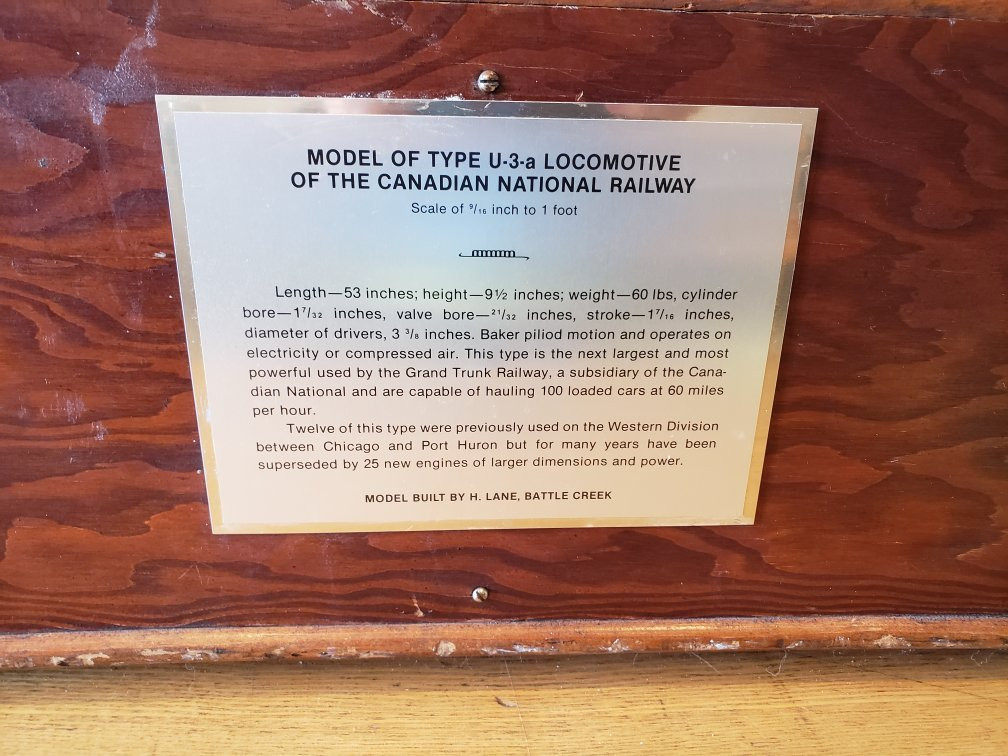 MODEL OF TYPE U-3-a LOCOMOTIVE
OF THE CANADIAN NATIONAL RAILWAY
Scale of 9/16 inch to 1 foot
Length—53 inches; height—9½ inches; weight—60 lbs, cylinder
bore—1 7/32 inches, valve bore—21/32 inches, stroke—1 7/16 inches,
diameter of drivers, 3 3/8 inches. Baker piliod motion and operates on
electricity or compressed air. This type is the next largest and most
powerful used by the Grand Trunk Railway, a subsidiary of the Cana-
dian National and are capable of hauling 100 loaded cars at 60 miles
per hour.
Twelve of this type were previously used on the Western Division
between Chicago and Port Huron but for many years have been
superseded by 25 new engines of larger dimensions and power.
MODEL BUILT BY H. LANE, BATTLE CREEK